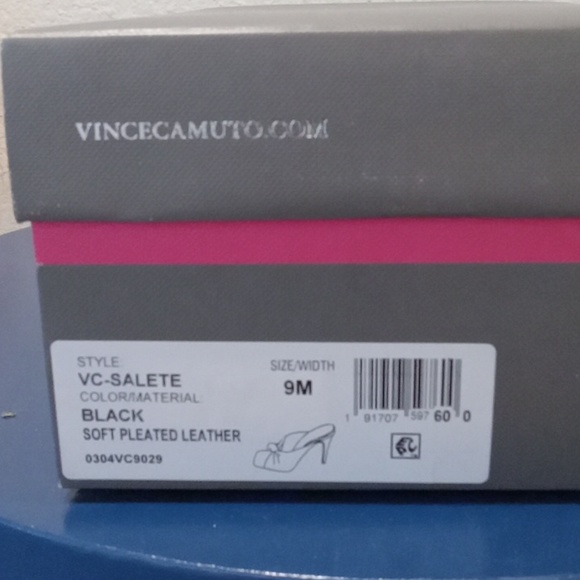 VINCECAMUTO.COM
STYLE:
VC-SALETE
COLOR/MATERIAL:
BLACK
SOFT PLEATED LEATHER
0304VC9029
SIZE/WIDTH
9M
1 91707 597 60 0